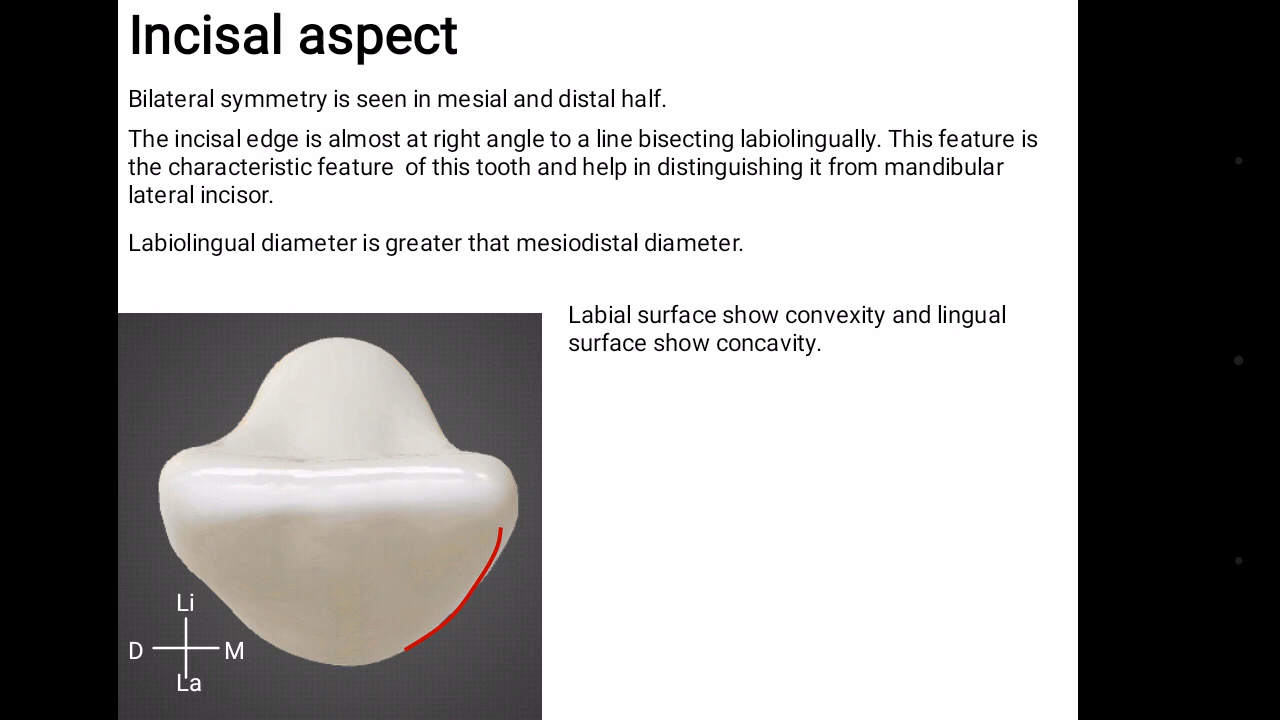 Incisal aspect
Bilateral symmetry is seen in mesial and distal half.
The incisal edge is almost at right angle to a line bisecting labiolingually. This feature is
the characteristic feature  of this tooth and help in distinguishing it from mandibular
lateral incisor.
Labiolingual diameter is greater that mesiodistal diameter.
Labial surface show convexity and lingual
surface show concavity.
Li
D M
La